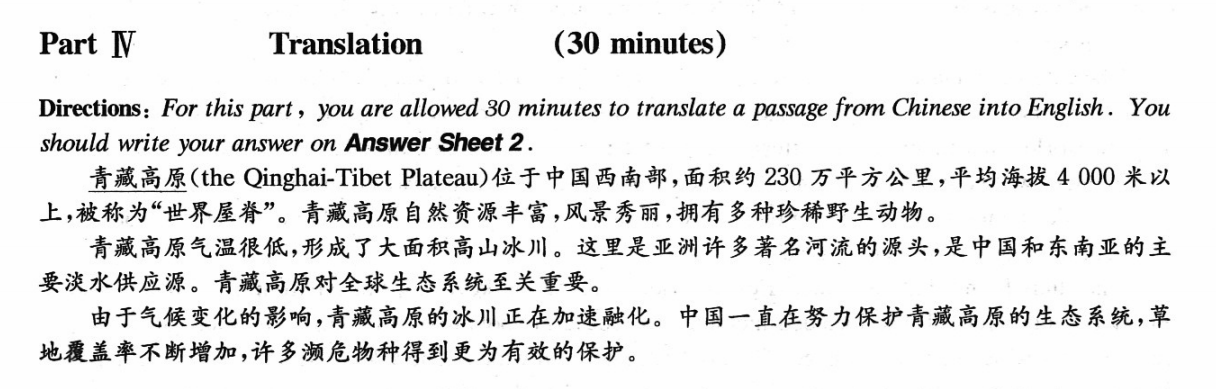 Part Ⅳ Translation (30 minutes)
Directions: For this part, you are allowed 30 minutes to translate a passage from Chinese into English. You
should write your answer on Answer Sheet 2.
青藏高原(the Qinghai-Tibet Plateau)位于中国西南部,面积约 230 万平方公里,平均海拔 4 000 米以
上,被称为“世界屋脊”。青藏高原自然资源丰富,风景秀丽,拥有多种珍稀野生动物。
青藏高原气温很低,形成了大面积高山冰川。这里是亚洲许多著名河流的源头,是中国和东南亚的主
要淡水供应源。青藏高原对全球生态系统至关重要。
由于气候变化的影响,青藏高原的冰川正在加速融化。中国一直在努力保护青藏高原的生态系统,草
地覆盖率不断增加,许多濒危物种得到更为有效的保护。